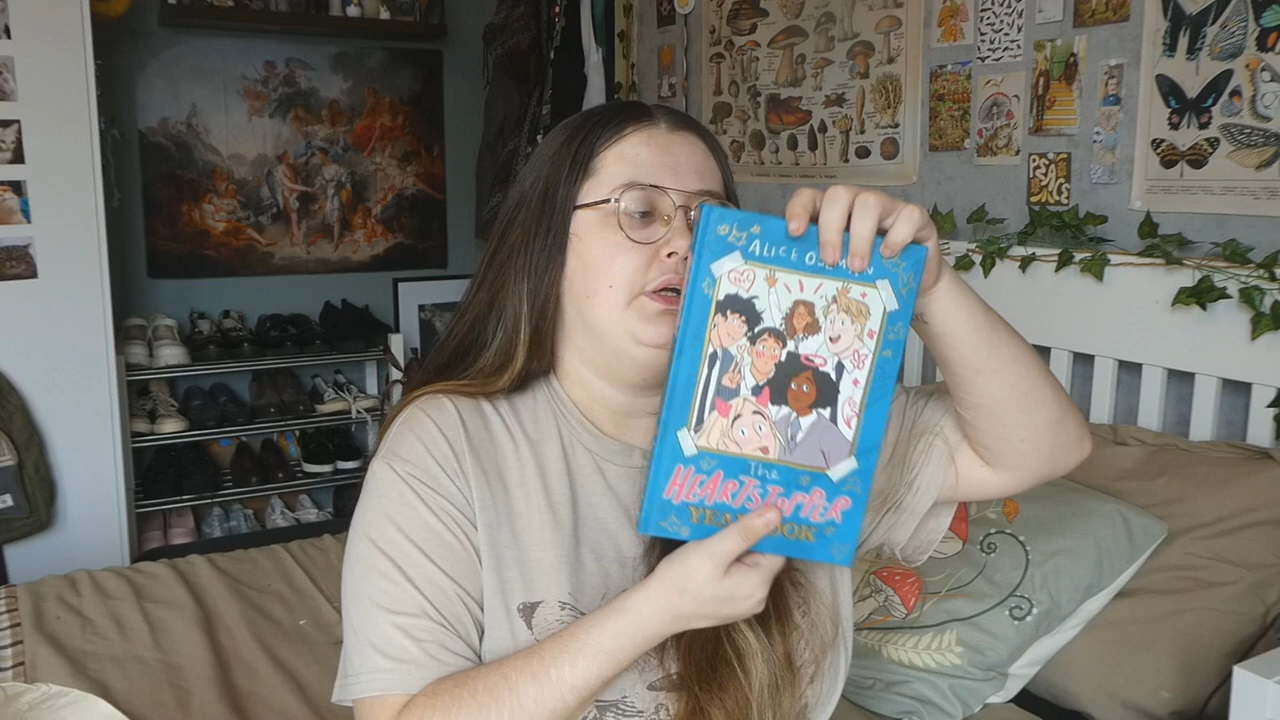 ALICE OSEMAN
The
HEARTSTOPPER
YEARBOOK
PEACE